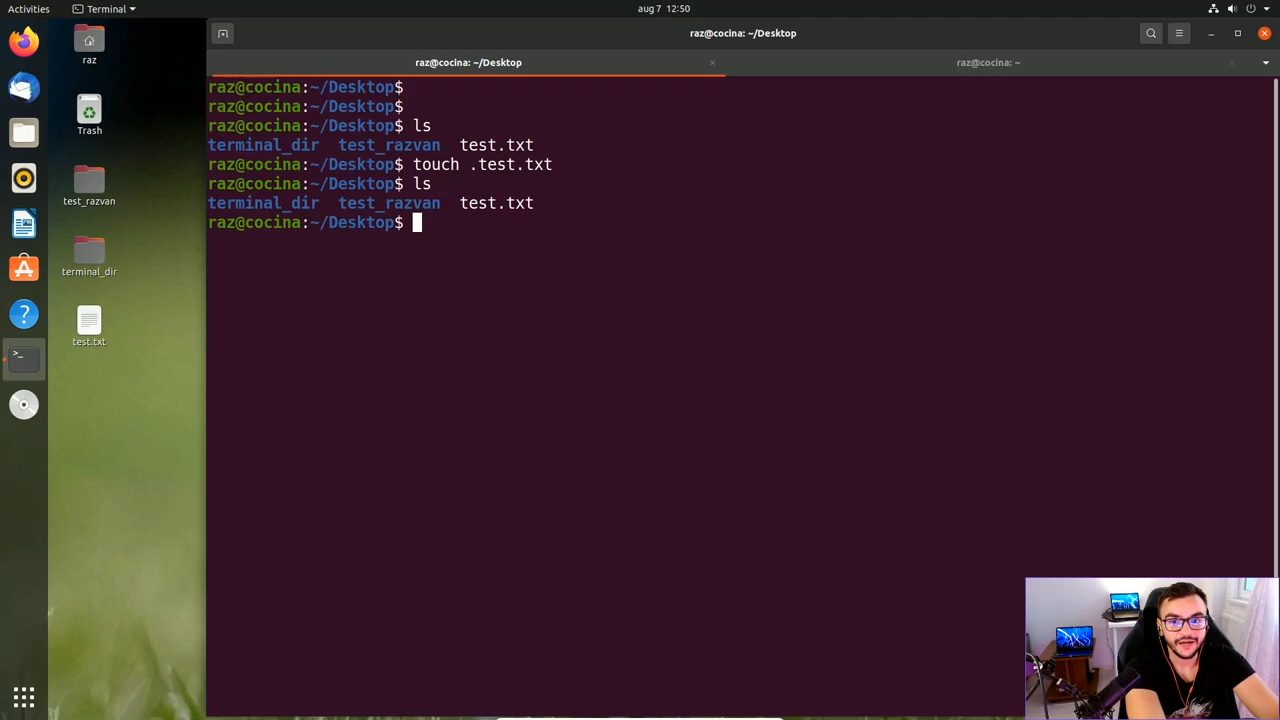 Activities
Terminal
aug 7 12:50
raz@cocina: ~/Desktop
raz@cocina: ~/Desktop
raz@cocina: ~
raz
Trash
test_razvan
terminal_dir
test.txt
raz@cocina:~/Desktop$
raz@cocina:~/Desktop$
raz@cocina:~/Desktop$ ls
terminal_dir test_razvan test.txt
raz@cocina:~/Desktop$ touch .test.txt
raz@cocina:~/Desktop$ ls
terminal_dir test_razvan test.txt
raz@cocina:~/Desktop$